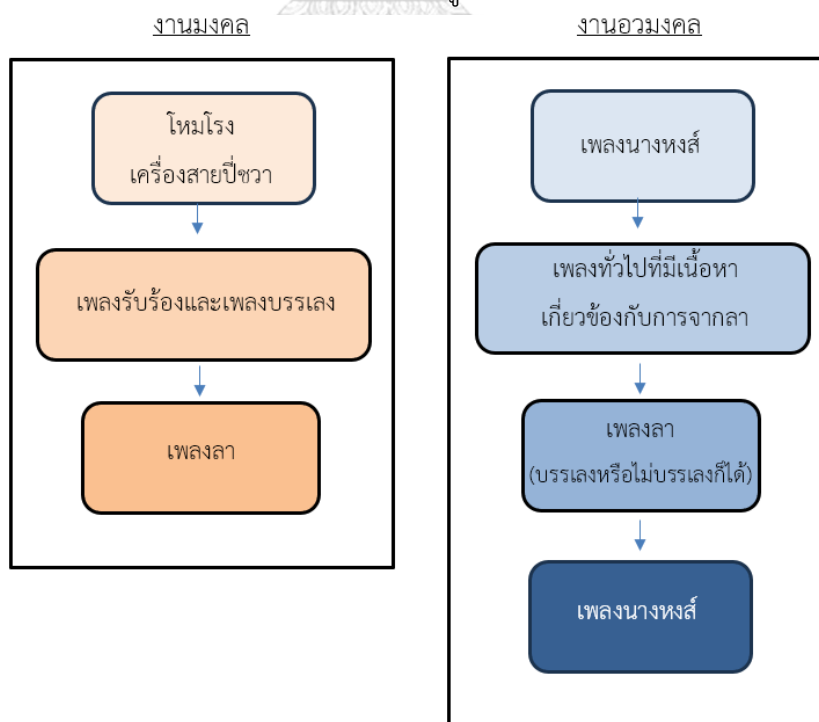 งานมงคล
โหมโรง
เครื่องสายปี่ชวา
เพลงรับร้องและเพลงบรรเลง
เพลงลา
งานอวมงคล
เพลงนางหงส์
เพลงทั่วไปที่มีเนื้อหา
เกี่ยวข้องกับการจากลา
เพลงลา
(บรรเลงหรือไม่บรรเลงก็ได้)
เพลงนางหงส์